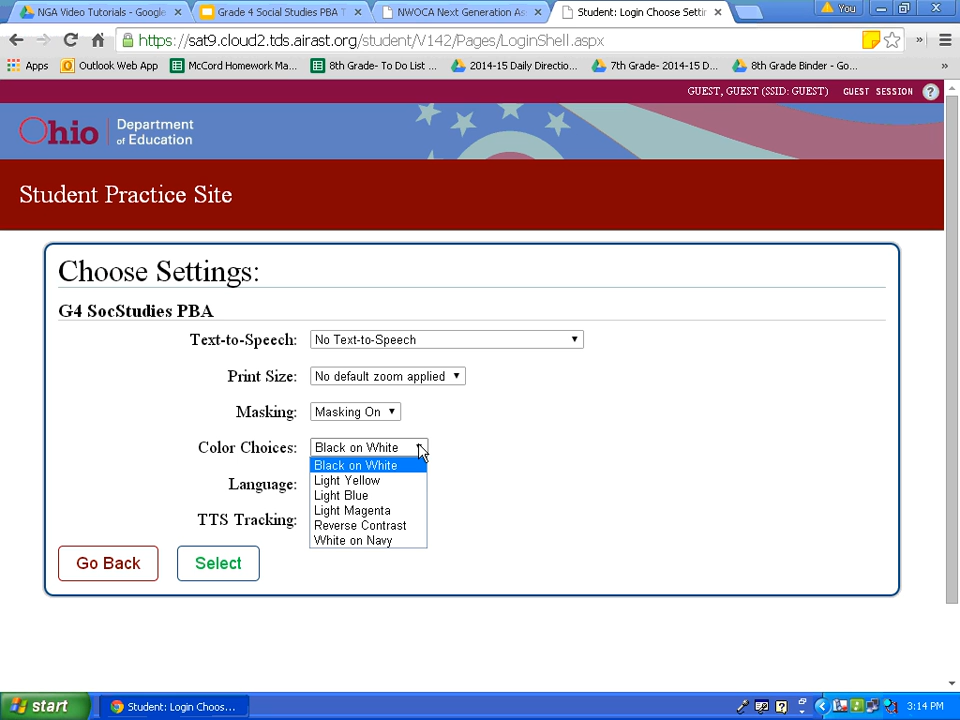 NGA Video Tutorials - Google
Grade 4 Social Studies PBA T
NWOCA Next Generation As
Student: Login Choose Settin
You
https://sat9.cloud2.tds.airast.org/student/V142/Pages/LoginShell.aspx
Apps
Outlook Web App
McCord Homework Ma...
8th Grade- To Do List ...
2014-15 Daily Directio...
7th Grade- 2014-15 D...
8th Grade Binder - Go...
GUEST, GUEST (SSID: GUEST)
GUEST SESSION
?
Ohio
Department
of Education
Student Practice Site
Choose Settings:
G4 SocStudies PBA
Text-to-Speech: No Text-to-Speech
Print Size: No default zoom applied
Masking: Masking On
Color Choices: Black on White
Black on White
Light Yellow
Light Blue
Light Magenta
Reverse Contrast
White on Navy
Language:
TTS Tracking:
Go Back
Select
start
Student: Login Choos...
3:14 PM